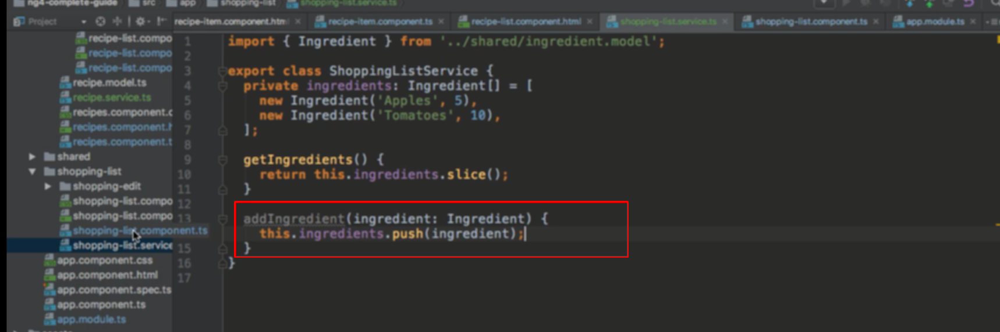 ng4-complete-guide src app shopping-list shopping-list.service.ts
Project
recipe-item.component.htm recipe-item.component.ts recipe-list.component.html shopping-list.service.ts shopping-list.component.ts app.module.ts
recipe-list.compo
recipe-list.compo
recipe-list.compo
recipe.model.ts
recipe.service.ts
recipes.component.c
recipes.component.h
recipes.component.t
shared
shopping-list
shopping-edit
shopping-list.compo
shopping-list.compo
shopping-list.component.ts
shopping-list.service
app.component.css
app.component.html
app.component.spec.ts
app.component.ts
app.module.ts
1 import { Ingredient } from '../shared/ingredient.model';
2
3 export class ShoppingListService {
4 private ingredients: Ingredient[] = [
5 new Ingredient('Apples', 5),
6 new Ingredient('Tomatoes', 10),
7 ];
8
9 getIngredients() {
10 return this.ingredients.slice();
11 }
12
13 addIngredient(ingredient: Ingredient) {
this.ingredients.push(ingredient);
15 }
16 }
17